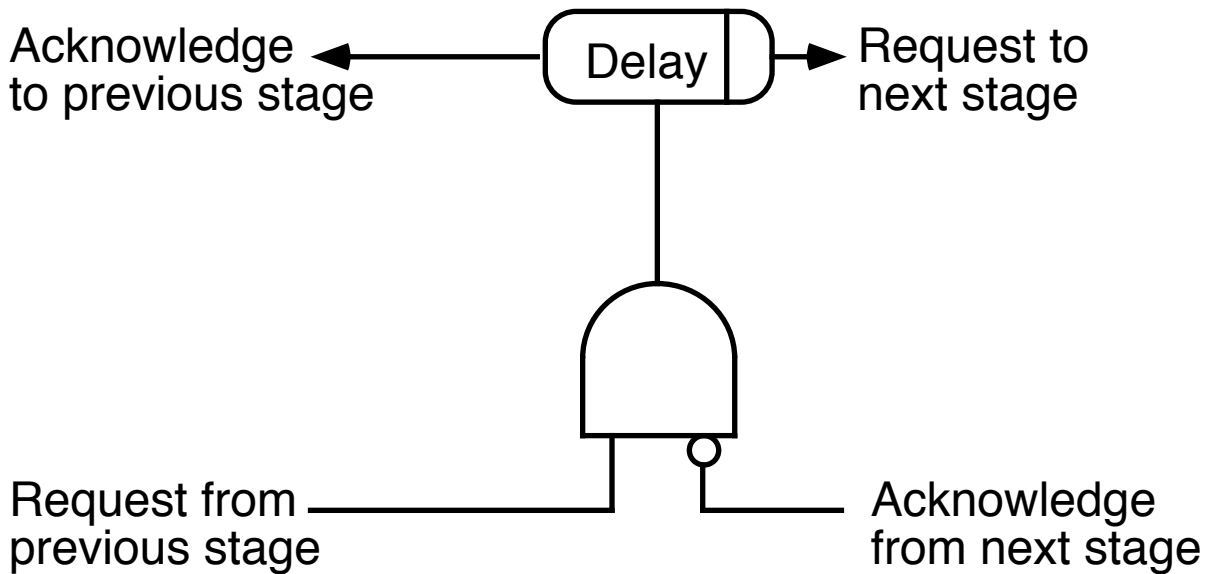 Acknowledge
to previous stage
Delay
Request to
next stage
Request from
previous stage
Acknowledge
from next stage